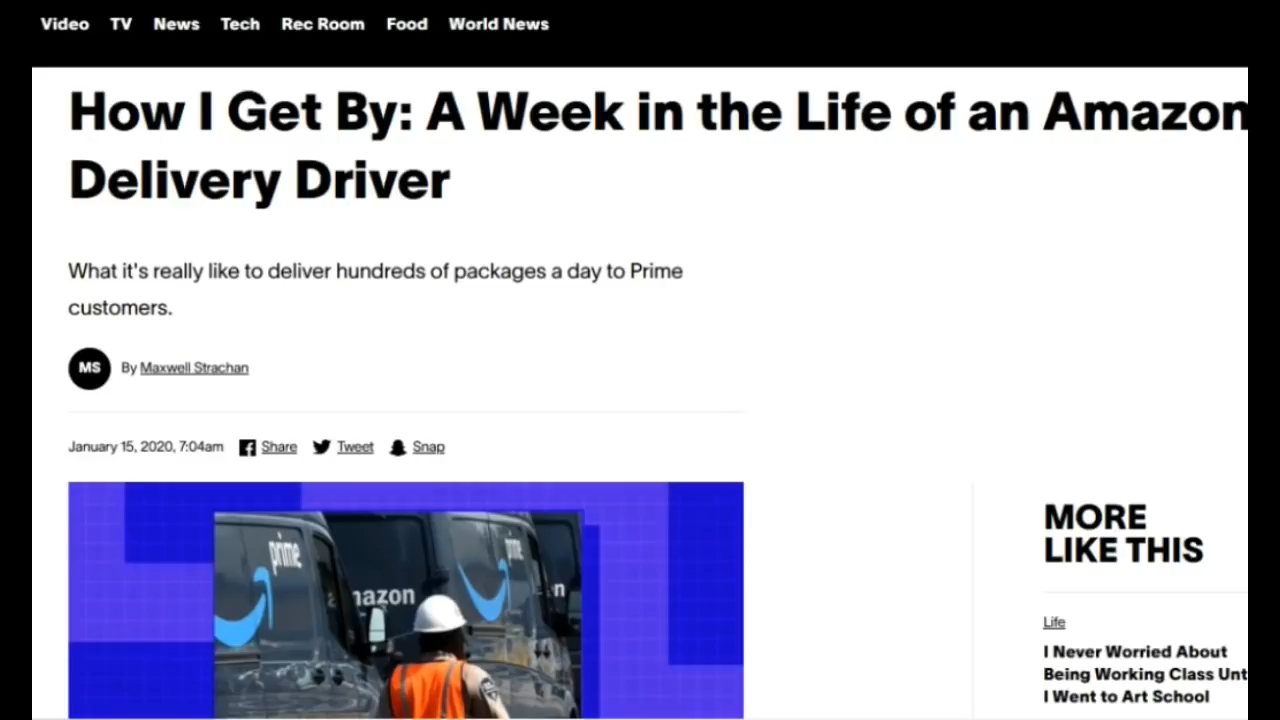 Video TV News Tech Rec Room Food World News
How I Get By: A Week in the Life of an Amazon
Delivery Driver
What it's really like to deliver hundreds of packages a day to Prime
customers.
MS By Maxwell Strachan
January 15, 2020, 7:04am Share Tweet Snap
prime
prime
mazon
MORE
LIKE THIS
Life
I Never Worried About
Being Working Class Unt
I Went to Art School